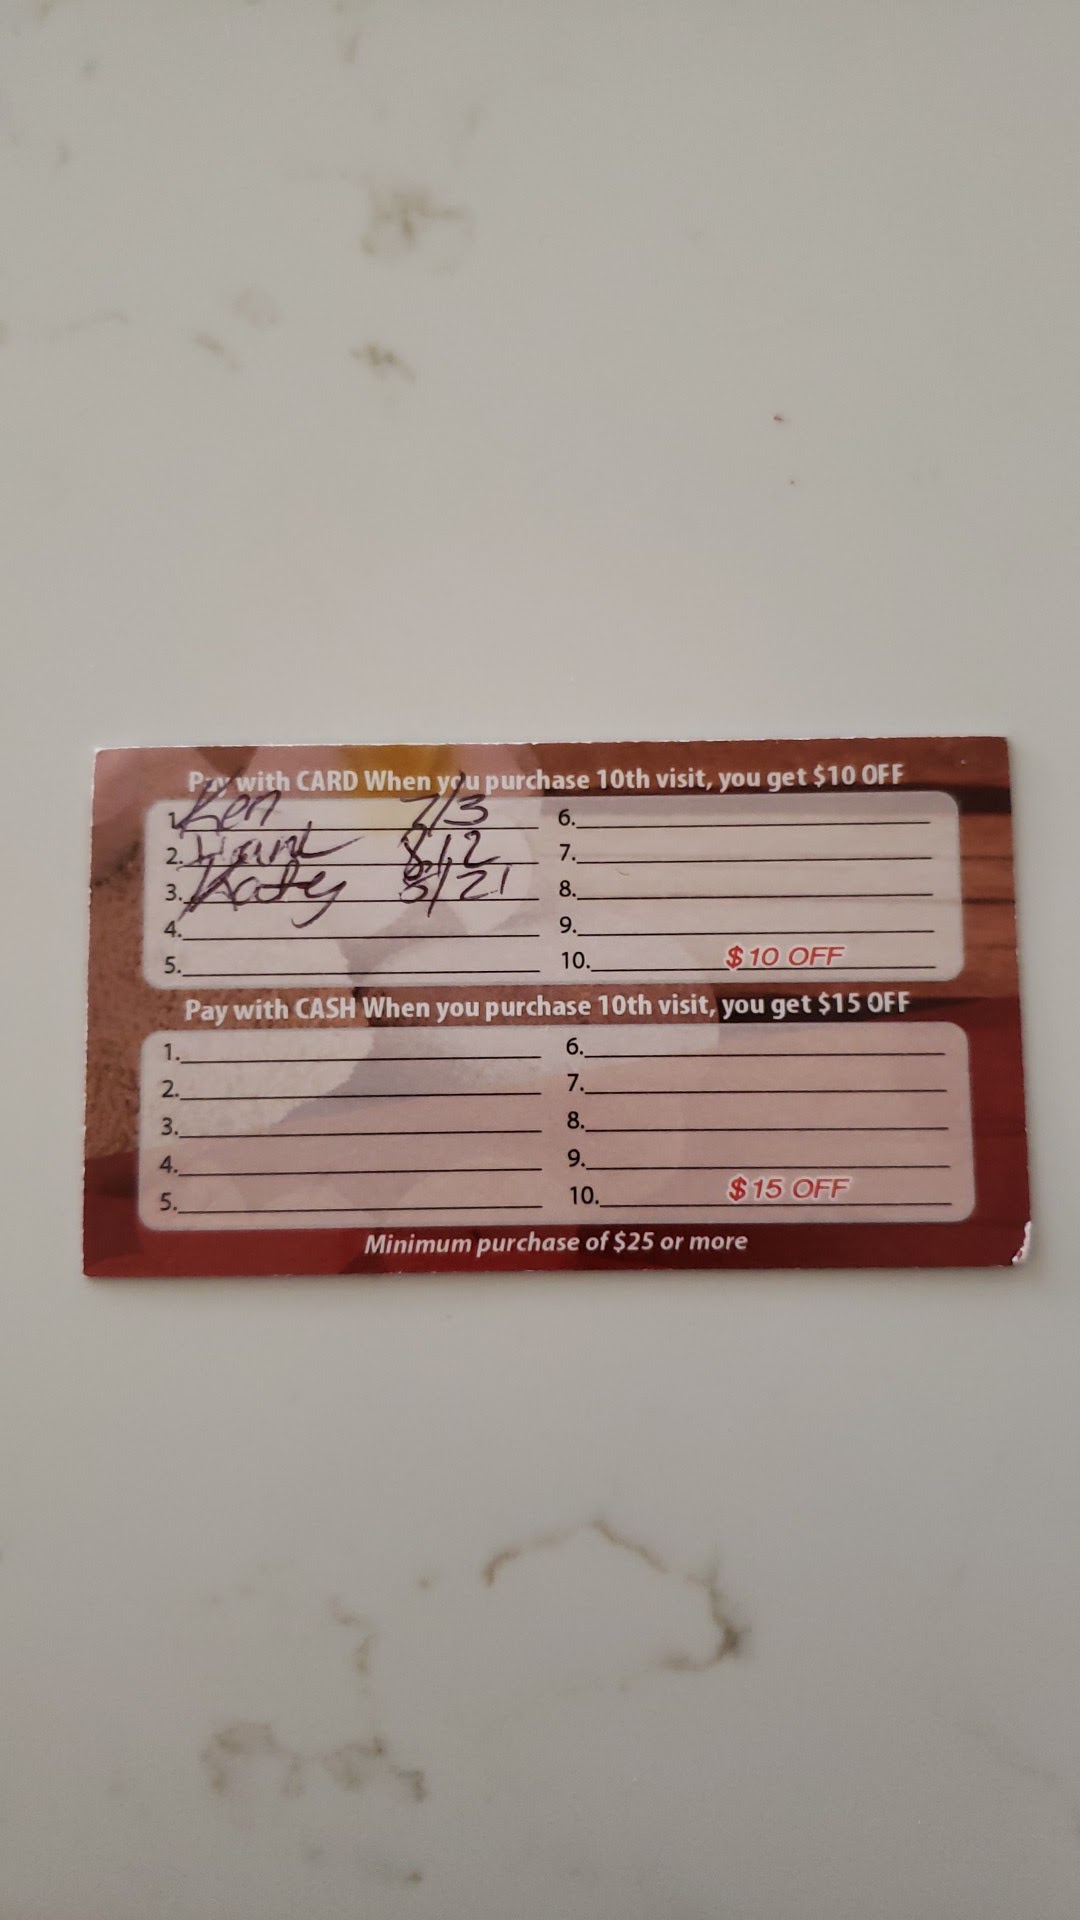 Pay with CARD When you purchase 10th visit, you get $10 OFF
1. Ken 7/3
2. 8/2
3. Katy 8/21
4.
5.
6.
7.
8.
9.
10. $10 OFF
Pay with CASH When you purchase 10th visit, you get $15 OFF
1.
2.
3.
4.
5.
6.
7.
8.
9.
10. $15 OFF
Minimum purchase of $25 or more